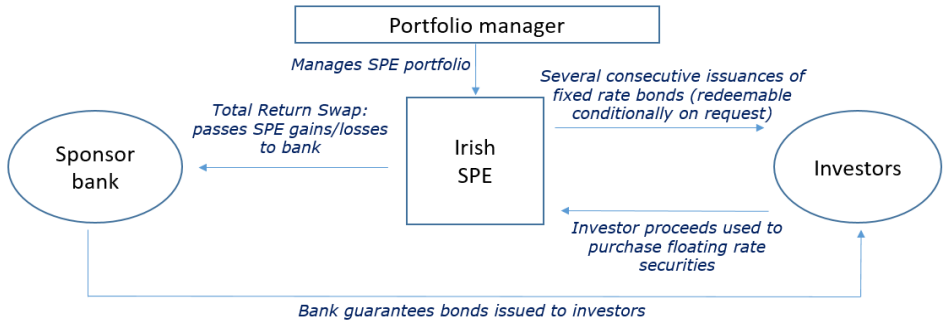 Portfolio manager
Manages SPE portfolio
Several consecutive issuances of
fixed rate bonds (redeemable
conditionally on request)
Total Return Swap:
passes SPE gains/losses
to bank
Sponsor
bank
Irish
SPE
Investors
Investor proceeds used to
purchase floating rate
securities
Bank guarantees bonds issued to investors